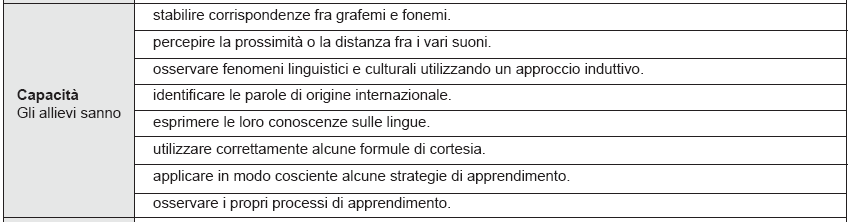 Capacità
Gli allievi sanno
stabilire corrispondenze fra grafemi e fonemi.
percepire la prossimità o la distanza fra i vari suoni.
osservare fenomeni linguistici e culturali utilizzando un approccio induttivo.
identificare le parole di origine internazionale.
esprimere le loro conoscenze sulle lingue.
utilizzare correttamente alcune formule di cortesia.
applicare in modo cosciente alcune strategie di apprendimento.
osservare i propri processi di apprendimento.